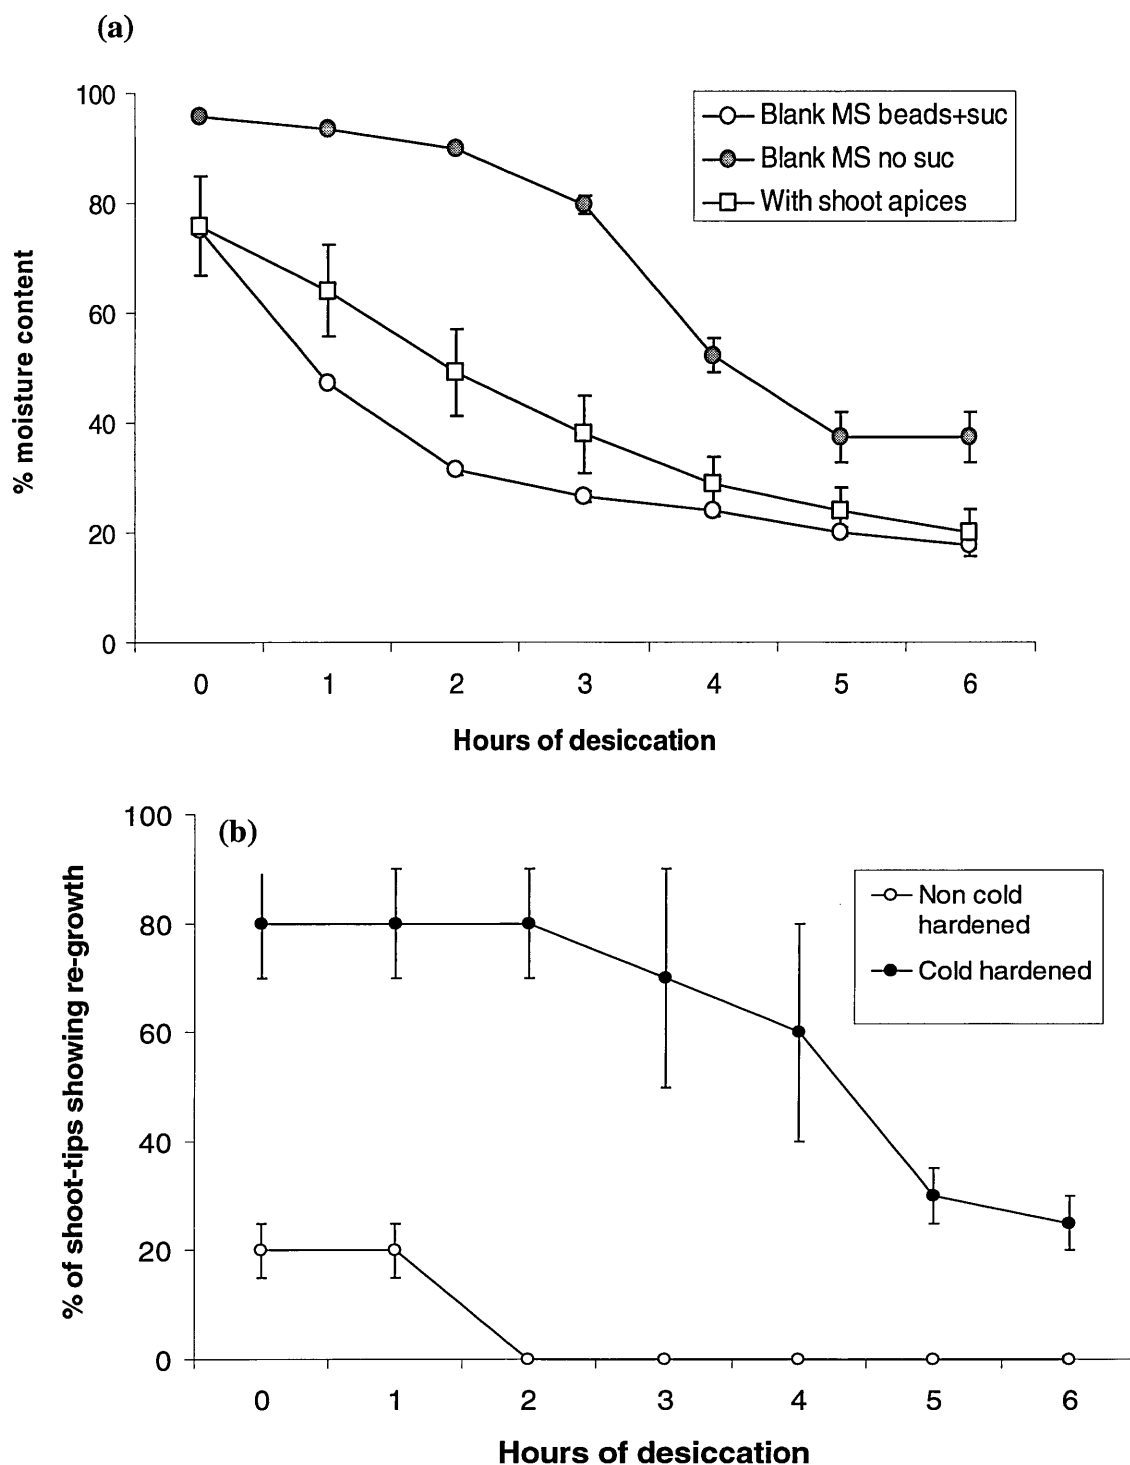 (a)
100
80
60
40
20
0
% moisture content
Blank MS beads+suc
Blank MS no suc
With shoot apices
0 1 2 3 4 5 6
Hours of desiccation
(b)
100
80
60
40
20
0
% of shoot-tips showing re-growth
Non cold
hardened
Cold hardened
0 1 2 3 4 5 6
Hours of desiccation